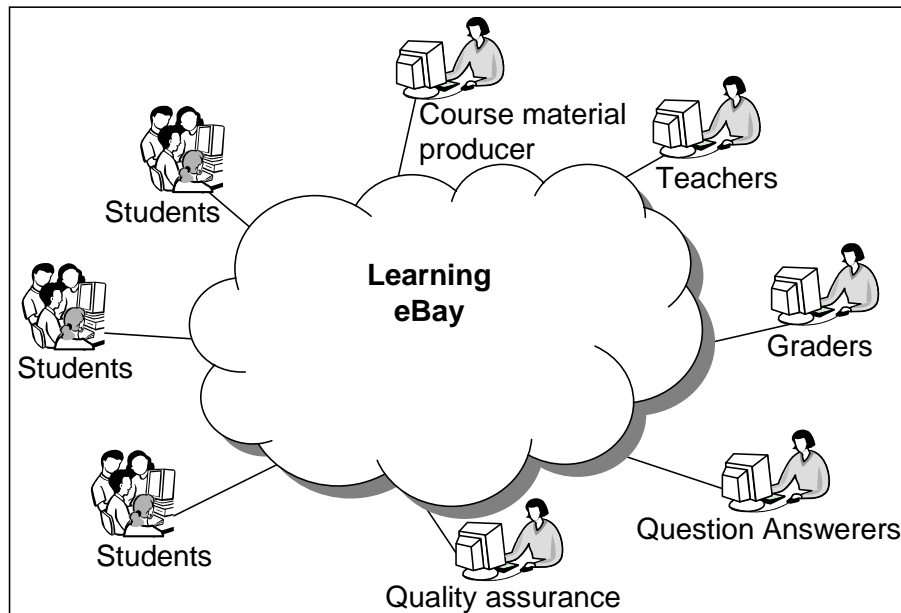 Course material
producer
Teachers
Students
Learning
eBay
Students
Graders
Students
Question Answerers
Quality assurance